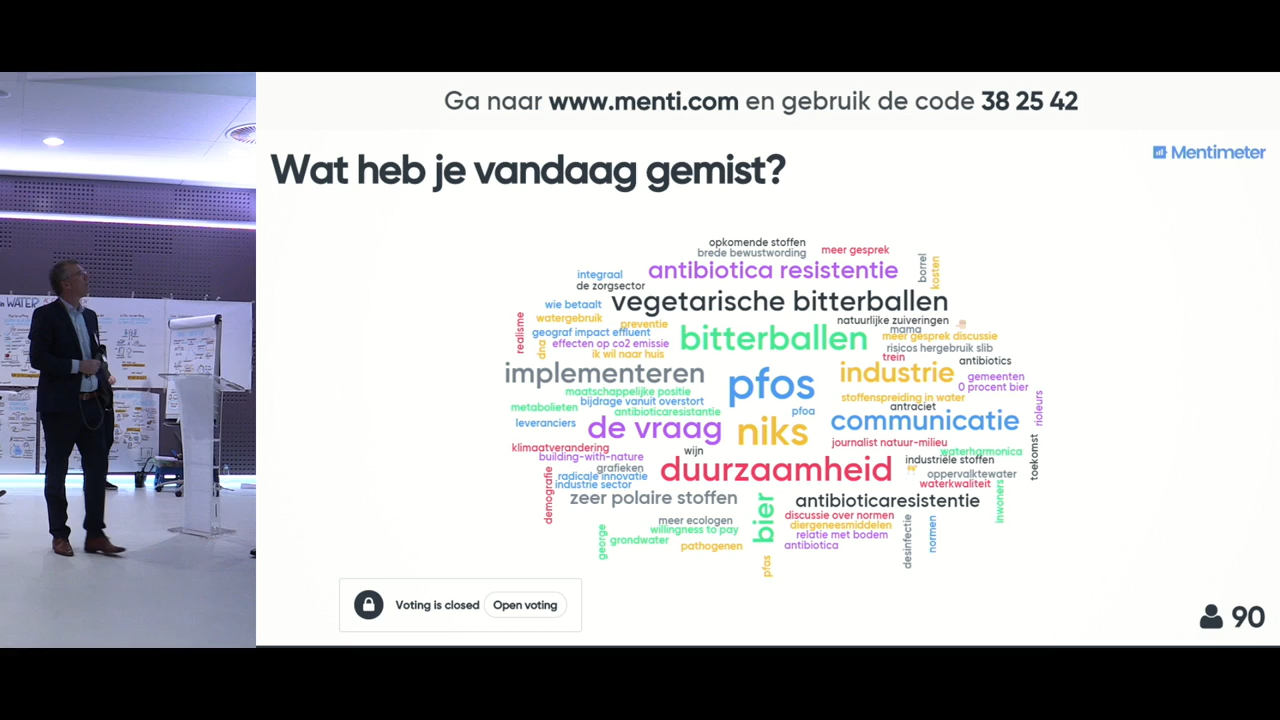 Ga naar www.menti.com en gebruik de code 38 25 42
Mentimeter
Wat heb je vandaag gemist?
opkomende stoffen
meer gesprek
brede bewustwording
borrel
kosten
integraal
antibiotica resistentie
de zorgsector
wie betaalt
vegetarische bitterballen
realisme
watergebruik
preventie
natuurlijke zuiveringen
mama
geograf impact effluent
bitterballen
meer gesprek discussie
dna
effecten op co2 emissie
risicos hergebruik slib
ik wil naar huis
trein
antibiotics
implementeren
pfos
industrie
gemeenten
0 procent bier
maatschappelijke positie
stoffenspreiding in water
rioleurs
bijdrage vanuit overstort
metabolieten
antibioticaresistantie
pfoa
antraciet
leveranciers
de vraag
niks
communicatie
journalist natuur-milieu
klimaatverandering
wijn
waterharmonica
toekomst
building-with-nature
industriële stoffen
grafieken
duurzaamheid
demografie
radicale innovatie
oppervalktewater
industrie sector
waterkwaliteit
zeer polaire stoffen
bier
antibioticaresistentie
inwoners
meer ecologen
discussie over normen
george
willingness to pay
diergeneesmiddelen
desinfectie
normen
grondwater
relatie met bodem
pathogenen
antibiotica
pfas
Voting is closed
Open voting
90
WATER